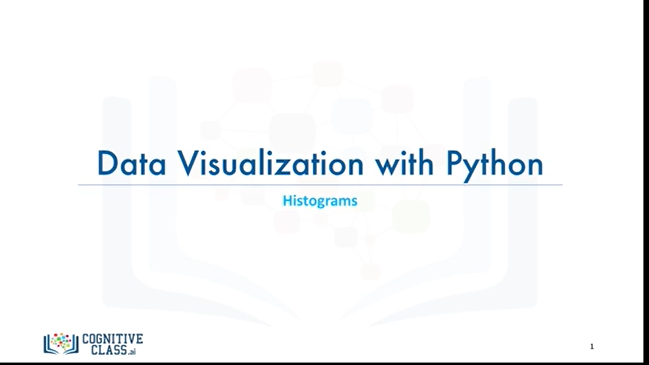 Data Visualization with Python
Histograms
COGNITIVE
CLASS.ai
1